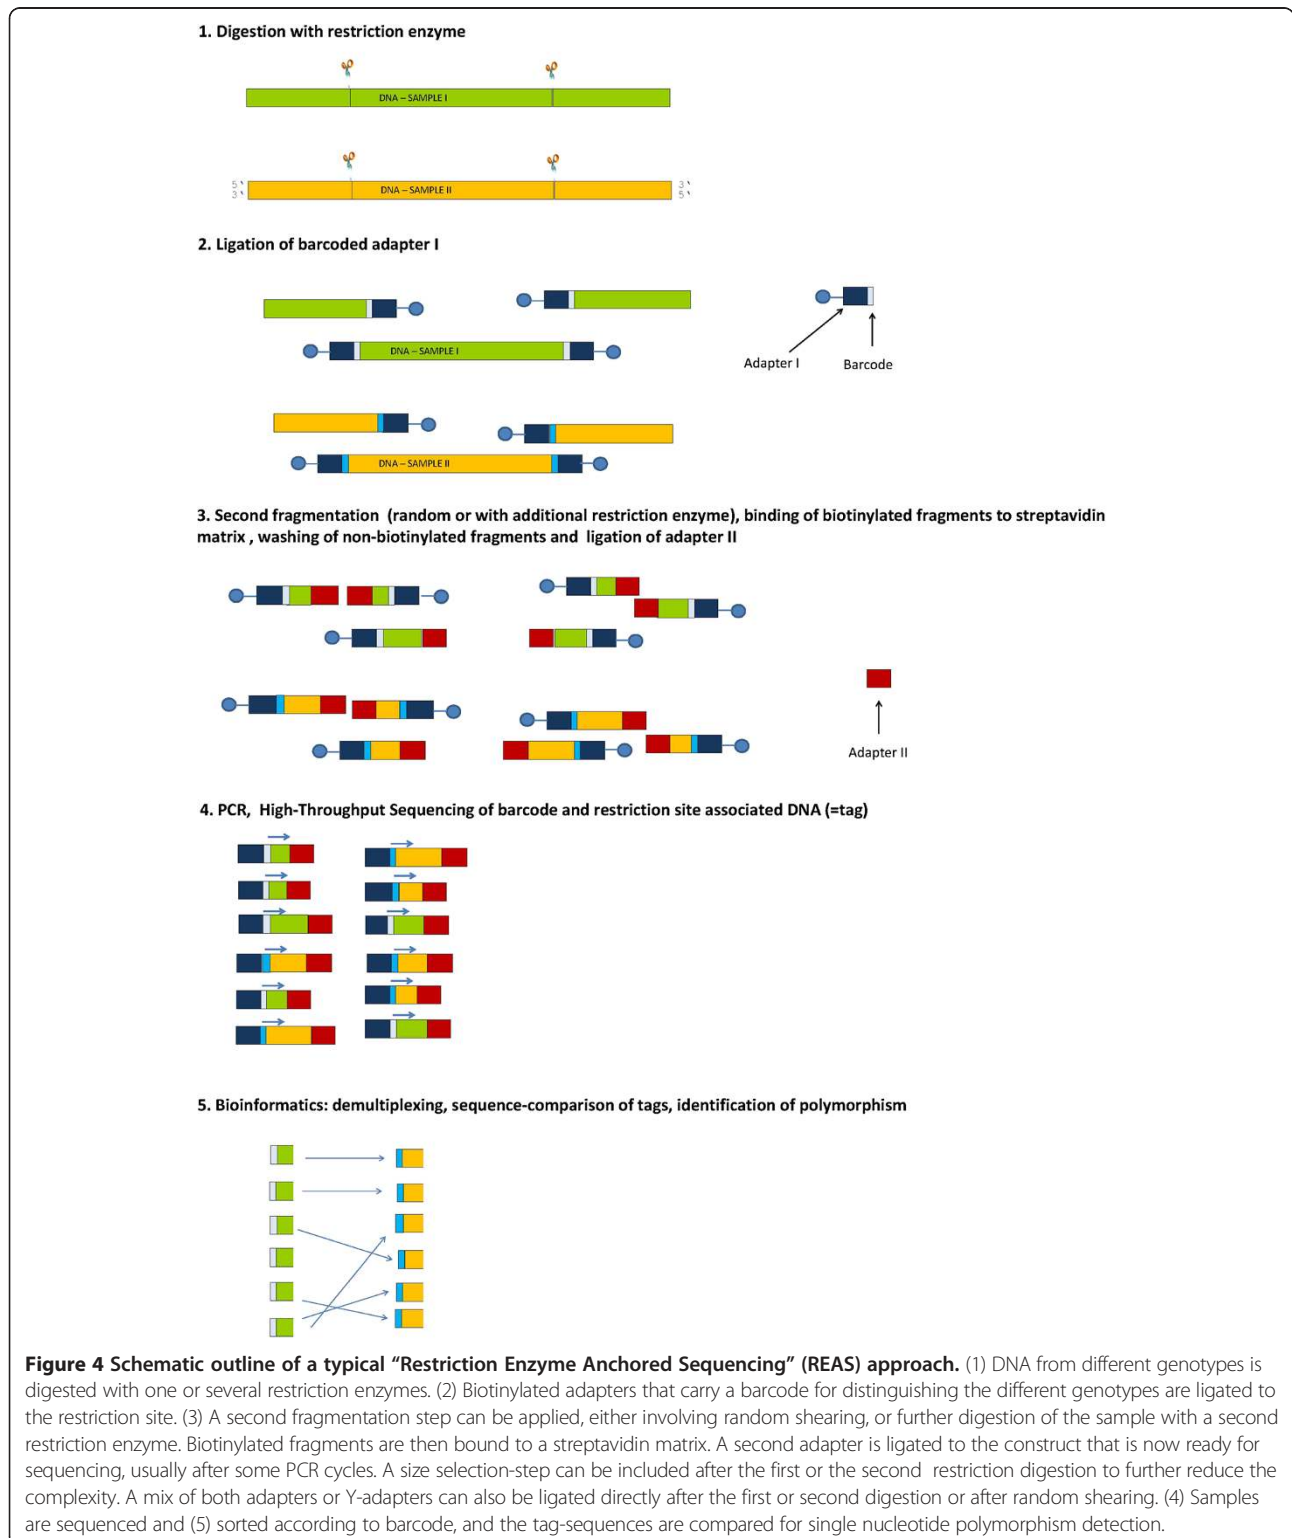 1. Digestion with restriction enzyme
DNA – SAMPLE I
5`
3`
DNA – SAMPLE II
3`
5`
2. Ligation of barcoded adapter I
DNA – SAMPLE I
Adapter I
Barcode
DNA – SAMPLE II
3. Second fragmentation (random or with additional restriction enzyme), binding of biotinylated fragments to streptavidin
matrix , washing of non-biotinylated fragments and ligation of adapter II
Adapter II
4. PCR, High-Throughput Sequencing of barcode and restriction site associated DNA (=tag)
5. Bioinformatics: demultiplexing, sequence-comparison of tags, identification of polymorphism
Figure 4 Schematic outline of a typical “Restriction Enzyme Anchored Sequencing” (REAS) approach. (1) DNA from different genotypes is
digested with one or several restriction enzymes. (2) Biotinylated adapters that carry a barcode for distinguishing the different genotypes are ligated to
the restriction site. (3) A second fragmentation step can be applied, either involving random shearing, or further digestion of the sample with a second
restriction enzyme. Biotinylated fragments are then bound to a streptavidin matrix. A second adapter is ligated to the construct that is now ready for
sequencing, usually after some PCR cycles. A size selection-step can be included after the first or the second restriction digestion to further reduce the
complexity. A mix of both adapters or Y-adapters can also be ligated directly after the first or second digestion or after random shearing. (4) Samples
are sequenced and (5) sorted according to barcode, and the tag-sequences are compared for single nucleotide polymorphism detection.